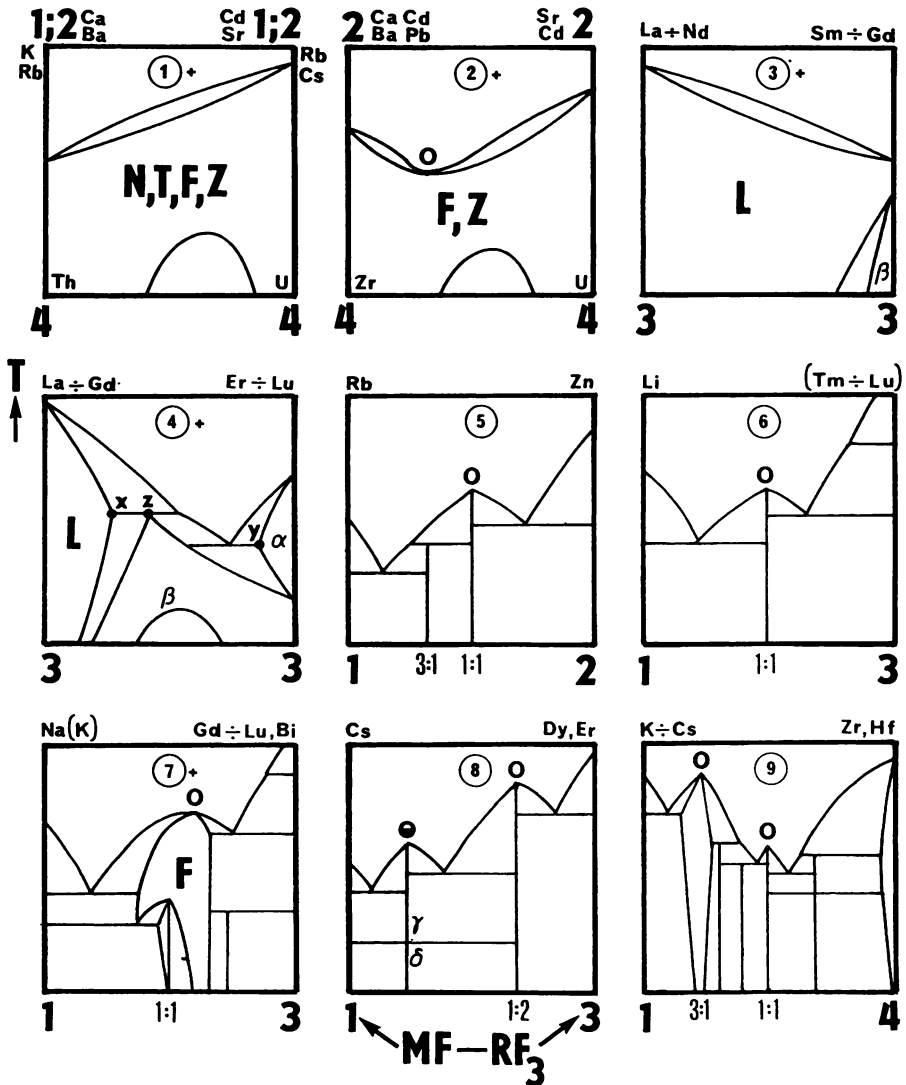 1;2 Ca Cd 1;2
Ba Sr
K Rb
Rb Cs
1 +
N,T,F,Z
Th U
4 4
2 Ca Cd Sr 2
Ba Pb Cd
2 +
O
F,Z
Zr U
4 4
La÷Nd Sm÷Gd
3 +
L
β
3 3
T
La÷Gd Er÷Lu
4 +
x z
L y α
β
3 3
Rb Zn
5
O
1 3:1 1:1 2
Li (Tm÷Lu)
6
O
1 1:1 3
Na(K) Gd÷Lu,Bi
7 +
O
F
1 1:1 3
Cs Dy,Er
8 O
γ
δ
1 1:2 3
MF—RF3
K÷Cs Zr,Hf
O 9
O
1 3:1 1:1 4